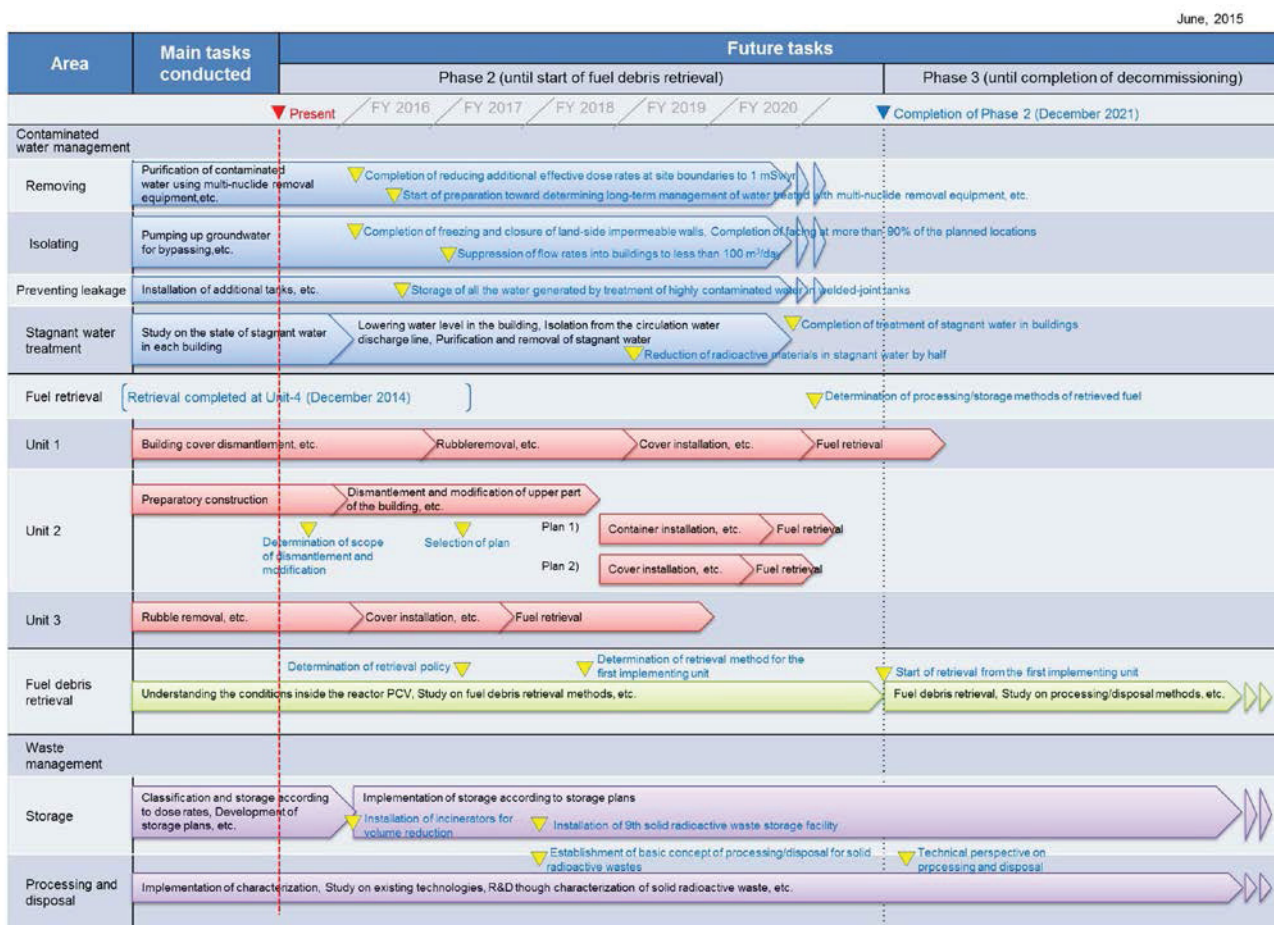 June, 2015
Area
Main tasks
conducted
Future tasks
Phase 2 (until start of fuel debris retrieval)
Phase 3 (until completion of decommissioning)
Present
FY 2016
FY 2017
FY 2018
FY 2019
FY 2020
Completion of Phase 2 (December 2021)
Contaminated
water management
Removing
Purification of contaminated
water using multi-nuclide removal
equipment,etc.
Completion of reducing additional effective dose rates at site boundaries to 1 mSv/yr
Start of preparation toward determining long-term management of water treated with multi-nuclide removal equipment, etc.
Isolating
Pumping up groundwater
for bypassing,etc.
Completion of freezing and closure of land-side impermeable walls. Completion of facing at more than 90% of the planned locations
Suppression of flow rates into buildings to less than 100 m³/day
Preventing leakage
Installation of additional tanks, etc.
Storage of all the water generated by treatment of highly contaminated water in welded-joint tanks
Stagnant water
treatment
Study on the state of stagnant water
in each building
Lowering water level in the building, Isolation from the circulation water
discharge line, Purification and removal of stagnant water
Completion of treatment of stagnant water in buildings
Reduction of radioactive materials in stagnant water by half
Fuel retrieval
Retrieval completed at Unit-4 (December 2014)
Determination of processing/storage methods of retrieved fuel
Unit 1
Building cover dismantlement, etc.
Rubbleremoval, etc.
Cover installation, etc.
Fuel retrieval
Unit 2
Preparatory construction
Dismantlement and modification of upper part
of the building, etc.
Determination of scope
of dismantlement and
modification
Selection of plan
Plan 1)
Container installation, etc.
Fuel retrieval
Plan 2)
Cover installation, etc.
Fuel retrieval
Unit 3
Rubble removal, etc.
Cover installation, etc.
Fuel retrieval
Fuel debris
retrieval
Determination of retrieval policy
Determination of retrieval method for the
first implementing unit
Start of retrieval from the first implementing unit
Understanding the conditions inside the reactor PCV, Study on fuel debris retrieval methods, etc.
Fuel debris retrieval, Study on processing/disposal methods, etc.
Waste
management
Storage
Classification and storage according
to dose rates, Development of
storage plans, etc.
Implementation of storage according to storage plans
Installation of incinerators for
volume reduction
Installation of 9th solid radioactive waste storage facility
Processing and
disposal
Establishment of basic concept of processing/disposal for solid
radioactive wastes
Technical perspective on
processing and disposal
Implementation of characterization, Study on existing technologies, R&D though characterization of solid radioactive waste, etc.